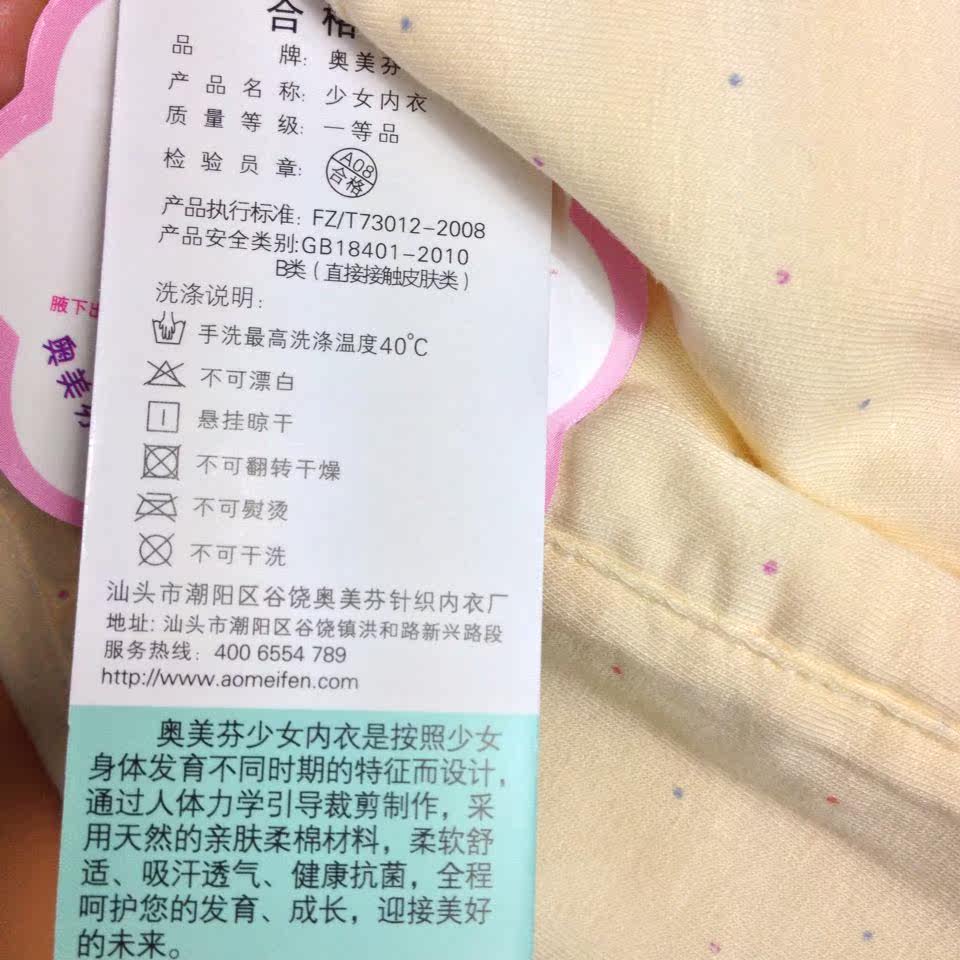 合格
品牌: 奥美芬
产品名称: 少女内衣
质量等级: 一等品
检验员章:
A08
合格
产品执行标准: FZ/T73012-2008
产品安全类别:GB18401-2010
B类（直接接触皮肤类）
洗涤说明:
手洗最高洗涤温度40℃
不可漂白
悬挂晾干
不可翻转干燥
不可熨烫
不可干洗
汕头市潮阳区谷饶奥美芬针织内衣厂
地址: 汕头市潮阳区谷饶镇洪和路新兴路段
服务热线: 400 6554 789
http://www.aomeifen.com
奥美芬少女内衣是按照少女
身体发育不同时期的特征而设计,
通过人体力学引导裁剪制作，采
用天然的亲肤柔棉材料，柔软舒
适、吸汗透气、健康抗菌，全程
呵护您的发育、成长，迎接美好
的未来。
腋下
奥美